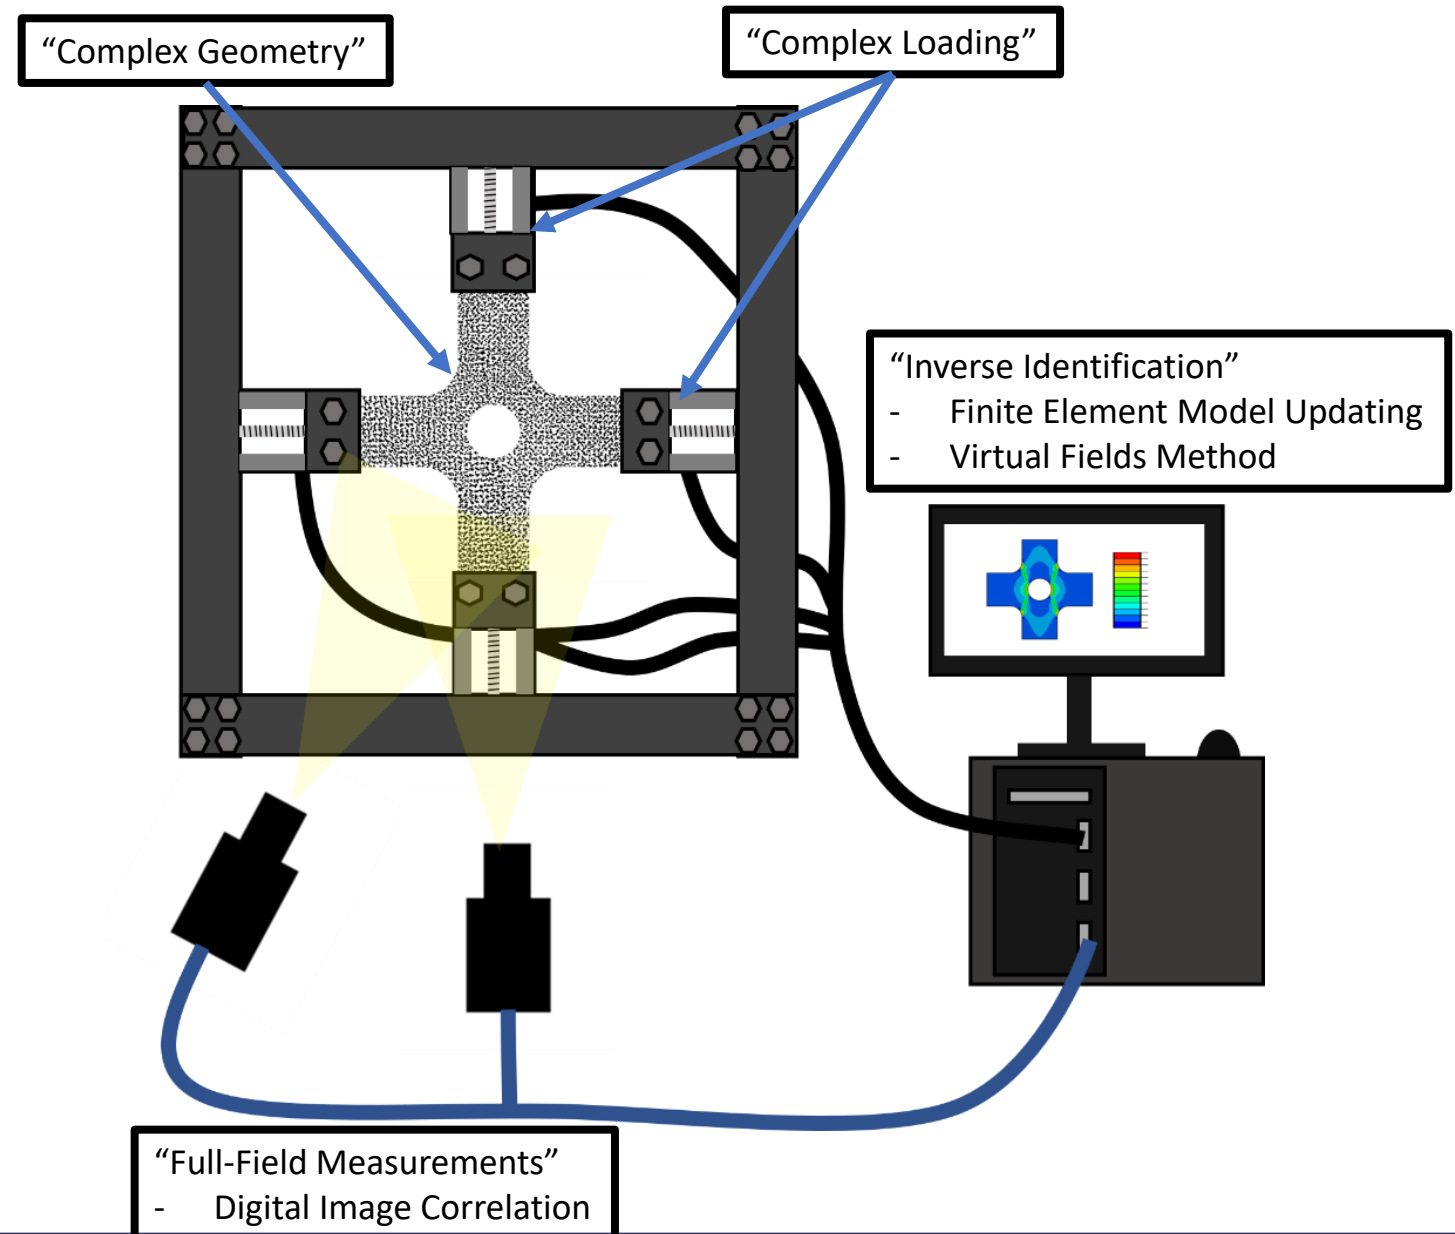 “Complex Geometry”
“Complex Loading”
“Inverse Identification”
- Finite Element Model Updating
- Virtual Fields Method
“Full-Field Measurements”
- Digital Image Correlation